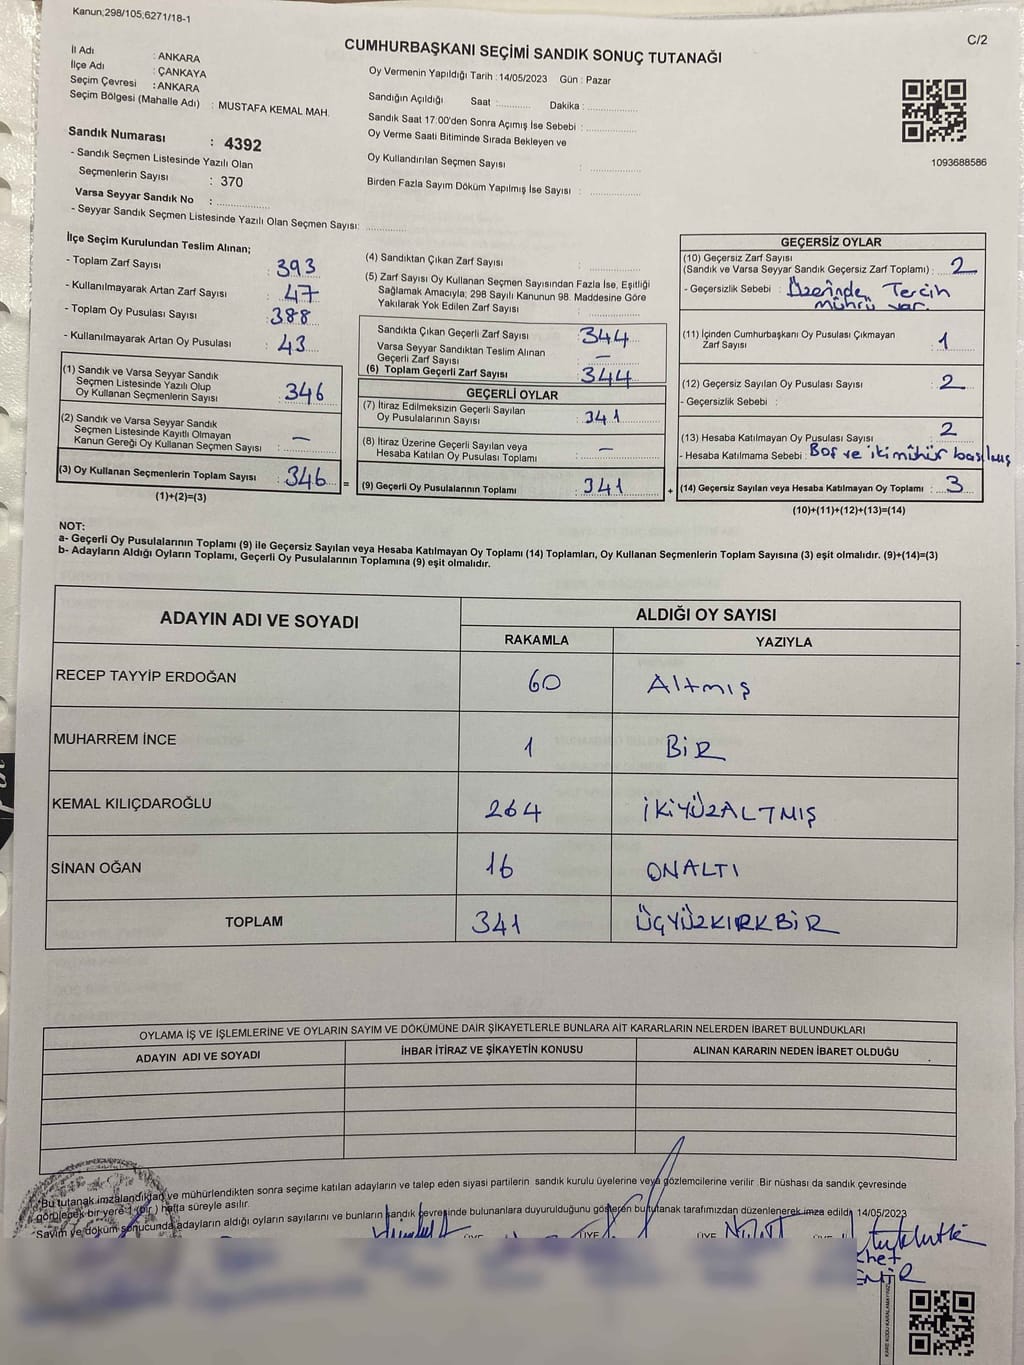 Kanun;298/105;6271/18-1
C/2
CUMHURBAŞKANI SEÇİMİ SANDIK SONUÇ TUTANAĞI
İl Adı : ANKARA
İlçe Adı : ÇANKAYA
Seçim Çevresi : ANKARA
Seçim Bölgesi (Mahalle Adı) : MUSTAFA KEMAL MAH.
Sandık Numarası : 4392
- Sandık Seçmen Listesinde Yazılı Olan
Seçmenlerin Sayısı : 370
Varsa Seyyar Sandık No : ................
- Seyyar Sandık Seçmen Listesinde Yazılı Olan Seçmen Sayısı: ............
Oy Vermenin Yapıldığı Tarih : 14/05/2023 Gün : Pazar
Sandığın Açıldığı Saat :............ Dakika : ................
Sandık Saat 17:00'den Sonra Açımış İse Sebebi : ................
Oy Verme Saati Bitiminde Sırada Bekleyen ve
Oy Kullandırılan Seçmen Sayısı : ................
Birden Fazla Sayım Döküm Yapılmış İse Sayısı : ................
1093688586
İlçe Seçim Kurulundan Teslim Alınan;
- Toplam Zarf Sayısı : 393
- Kullanılmayarak Artan Zarf Sayısı : 47
- Toplam Oy Pusulası Sayısı : 388
- Kullanılmayarak Artan Oy Pusulası : 43
(1) Sandık ve Varsa Seyyar Sandık
Seçmen Listesinde Yazılı Olup
Oy Kullanan Seçmenlerin Sayısı : 346
(2) Sandık ve Varsa Seyyar Sandık
Seçmen Listesinde Kayıtlı Olmayan
Kanun Gereği Oy Kullanan Seçmen Sayısı : —
(3) Oy Kullanan Seçmenlerin Toplam Sayısı : 346 =
(1)+(2)=(3)
(4) Sandıktan Çıkan Zarf Sayısı : ................
(5) Zarf Sayısı Oy Kullanan Seçmen Sayısından Fazla İse, Eşitliği
Sağlamak Amacıyla; 298 Sayılı Kanunun 98. Maddesine Göre
Yakılarak Yok Edilen Zarf Sayısı : ................
Sandıkta Çıkan Geçerli Zarf Sayısı : 344
Varsa Seyyar Sandıktan Teslim Alınan
Geçerli Zarf Sayısı : —
(6) Toplam Geçerli Zarf Sayısı : 344
GEÇERLİ OYLAR
(7) İtiraz Edilmeksizin Geçerli Sayılan
Oy Pusulalarının Sayısı : 341
(8) İtiraz Üzerine Geçerli Sayılan veya
Hesaba Katılan Oy Pusulası Toplamı : —
(9) Geçerli Oy Pusulalarının Toplamı : 341 +
GEÇERSİZ OYLAR
(10) Geçersiz Zarf Sayısı
(Sandık ve Varsa Seyyar Sandık Geçersiz Zarf Toplamı) : 2
- Geçersizlik Sebebi : Üzerinde Tercih
mührü var.
(11) İçinden Cumhurbaşkanı Oy Pusulası Çıkmayan
Zarf Sayısı : 1
(12) Geçersiz Sayılan Oy Pusulası Sayısı : 2
- Geçersizlik Sebebi :
(13) Hesaba Katılmayan Oy Pusulası Sayısı : 2
- Hesaba Katılmama Sebebi : Boş ve iki mühür basılmış
(14) Geçersiz Sayılan veya Hesaba Katılmayan Oy Toplamı : 3
(10)+(11)+(12)+(13)=(14)
NOT:
a- Geçerli Oy Pusulalarının Toplamı (9) ile Geçersiz Sayılan veya Hesaba Katılmayan Oy Toplamı (14) Toplamları, Oy Kullanan Seçmenlerin Toplam Sayısına (3) eşit olmalıdır. (9)+(14)=(3)
b- Adayların Aldığı Oyların Toplamı, Geçerli Oy Pusulalarının Toplamına (9) eşit olmalıdır.
ADAYIN ADI VE SOYADI ALDIĞI OY SAYISI
RAKAMLA YAZIYLA
RECEP TAYYİP ERDOĞAN 60 Altmış
MUHARREM İNCE 1 BİR
KEMAL KILIÇDAROĞLU 264 İKİYÜZALTMIŞ
SİNAN OĞAN 16 ONALTI
TOPLAM 341 ÜÇYÜZKIRKBİR
OYLAMA İŞ VE İŞLEMLERİNE VE OYLARIN SAYIM VE DÖKÜMÜNE DAİR ŞİKAYETLERLE BUNLARA AİT KARARLARIN NELERDEN İBARET BULUNDUKLARI
ADAYIN ADI VE SOYADI İHBAR İTİRAZ VE ŞİKAYETİN KONUSU ALINAN KARARIN NEDEN İBARET OLDUĞU
*Bu tutanak imzalandıktan ve mühürlendikten sonra seçime katılan adayların ve talep eden siyasi partilerin sandık kurulu üyelerine veya gözlemcilerine verilir. Bir nüshası da sandık çevresinde
görülebilecek bir yere 1 (bir ) hafta süreyle asılır.
*Sayım ve döküm sonucunda adayların aldığı oyların sayılarını ve bunların sandık çevresinde bulunanlara duyurulduğunu gösteren bu tutanak tarafımızdan düzenlenerek imza edildi. 14/05/2023
ÜYE ÜYE ÜYE ÜYE